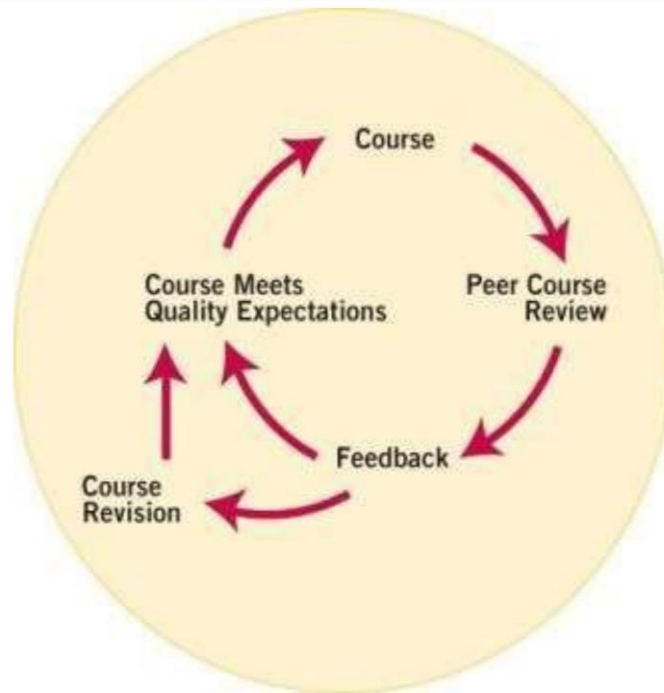 Course
Course Meets
Quality Expectations
Peer Course
Review
Feedback
Course
Revision